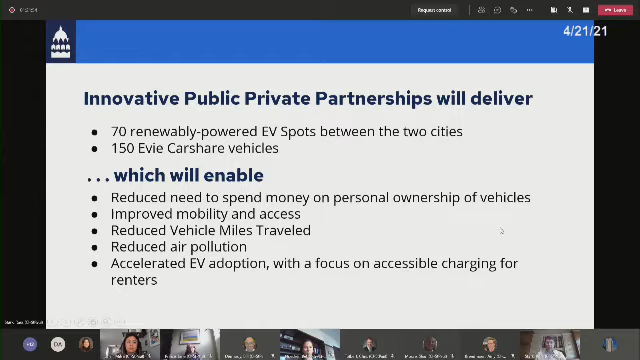 Request control
Leave
4/21/21
Innovative Public Private Partnerships will deliver
● 70 renewably-powered EV Spots between the two cities
● 150 Evie Carshare vehicles
. . . which will enable
● Reduced need to spend money on personal ownership of vehicles
● Improved mobility and access
● Reduced Vehicle Miles Traveled
● Reduced air pollution
● Accelerated EV adoption, with a focus on accessible charging for
renters